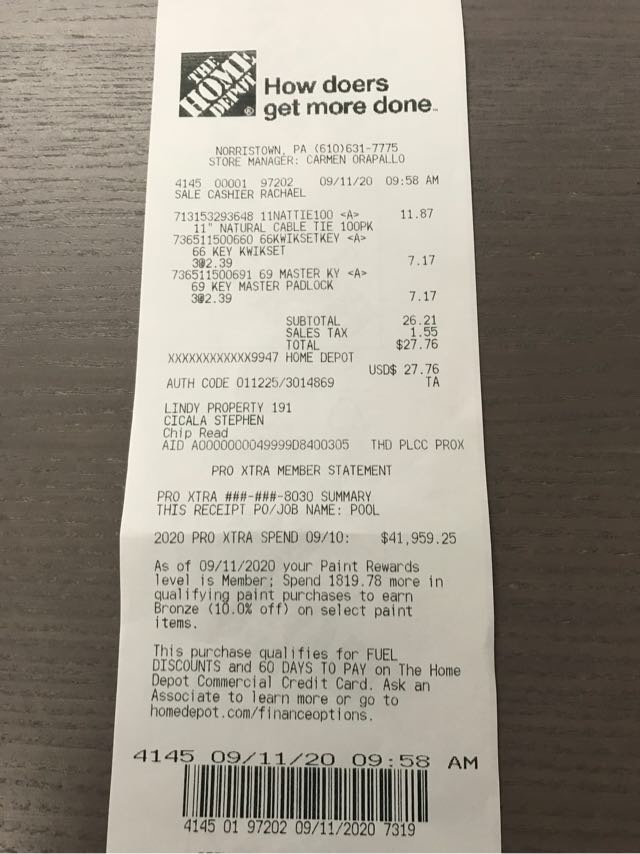 THE
HOME
DEPOT
How doers
get more done™
NORRISTOWN, PA (610)631-7775
STORE MANAGER: CARMEN ORAPALLO
4145 00001 97202 09/11/20 09:58 AM
SALE CASHIER RACHAEL
713153293648 11NATTIE100 <A> 11.87
11" NATURAL CABLE TIE 100PK
736511500660 66KWIKSETKEY <A>
66 KEY KWIKSET
3@2.39 7.17
736511500691 69 MASTER KY <A>
69 KEY MASTER PADLOCK
3@2.39 7.17
SUBTOTAL 26.21
SALES TAX 1.55
TOTAL $27.76
XXXXXXXXXXXX9947 HOME DEPOT
USD$ 27.76
AUTH CODE 011225/3014869 TA
LINDY PROPERTY 191
CICALA STEPHEN
Chip Read
AID A0000000049999D8400305 THD PLCC PROX
PRO XTRA MEMBER STATEMENT
PRO XTRA ###-###-8030 SUMMARY
THIS RECEIPT PO/JOB NAME: POOL
2020 PRO XTRA SPEND 09/10: $41,959.25
As of 09/11/2020 your Paint Rewards
level is Member; Spend 1819.78 more in
qualifying paint purchases to earn
Bronze (10.0% off) on select paint
items.
This purchase qualifies for FUEL
DISCOUNTS and 60 DAYS TO PAY on The Home
Depot Commercial Credit Card. Ask an
Associate to learn more or go to
homedepot.com/financeoptions.
4145 09/11/20 09:58 AM
4145 01 97202 09/11/2020 7319